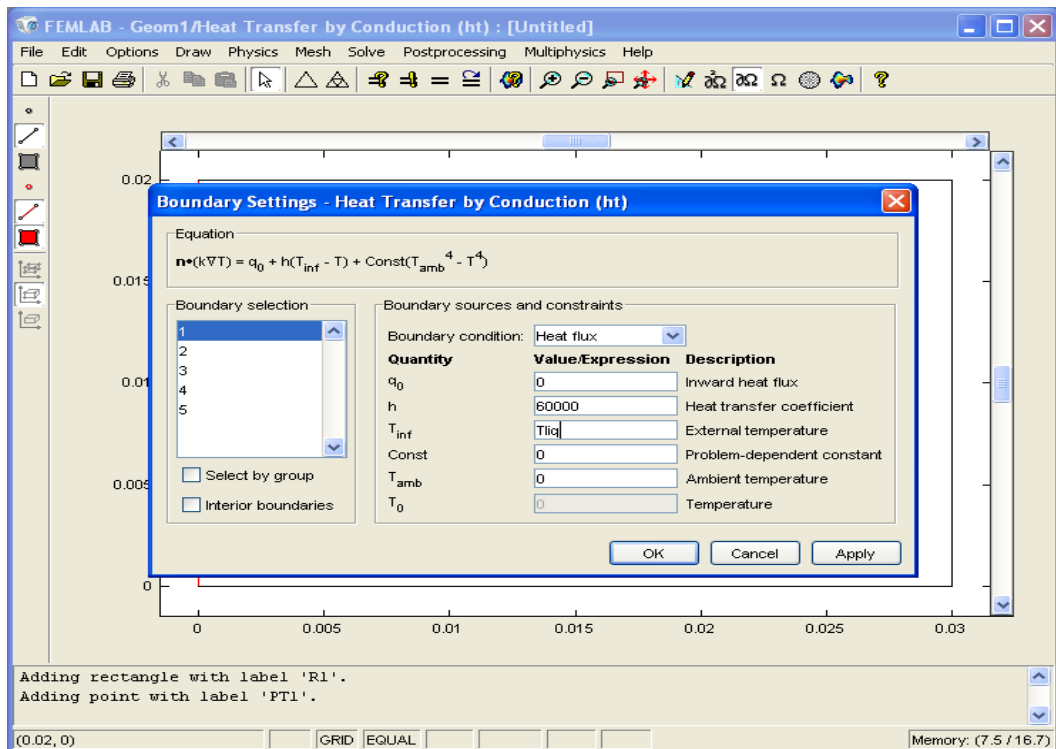 FEMLAB - Geom1/Heat Transfer by Conduction (ht) : [Untitled]
File Edit Options Draw Physics Mesh Solve Postprocessing Multiphysics Help
0.02
0.015
0.01
0.005
0
Boundary Settings - Heat Transfer by Conduction (ht)
Equation
n•(k∇T) = q₀ + h(T_inf - T) + Const(T_amb⁴ - T⁴)
Boundary selection
1
2
3
4
5
Select by group
Interior boundaries
Boundary sources and constraints
Boundary condition: Heat flux
Quantity Value/Expression Description
q₀ 0 Inward heat flux
h 60000 Heat transfer coefficient
T_inf Tliq External temperature
Const 0 Problem-dependent constant
T_amb 0 Ambient temperature
T₀ 0 Temperature
OK Cancel Apply
0 0.005 0.01 0.015 0.02 0.025 0.03
Adding rectangle with label 'R1'.
Adding point with label 'PT1'.
(0.02, 0) GRID EQUAL Memory: (7.5 / 16.7)